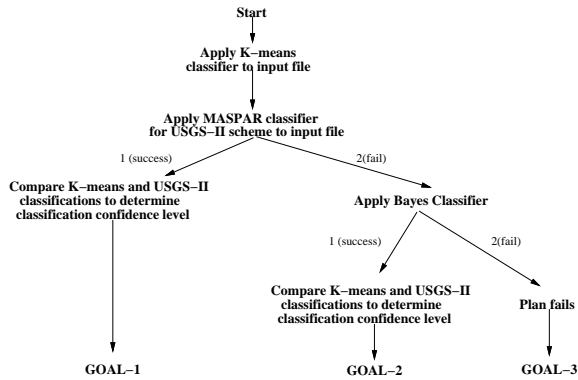 Start
Apply K−means
classifier to input file
Apply MASPAR classifier
for USGS−II scheme to input file
1 (success)
2(fail)
Compare K−means and USGS−II
classifications to determine
classification confidence level
Apply Bayes Classifier
1 (success)
2(fail)
Compare K−means and USGS−II
classifications to determine
classification confidence level
Plan fails
GOAL−1
GOAL−2
GOAL−3